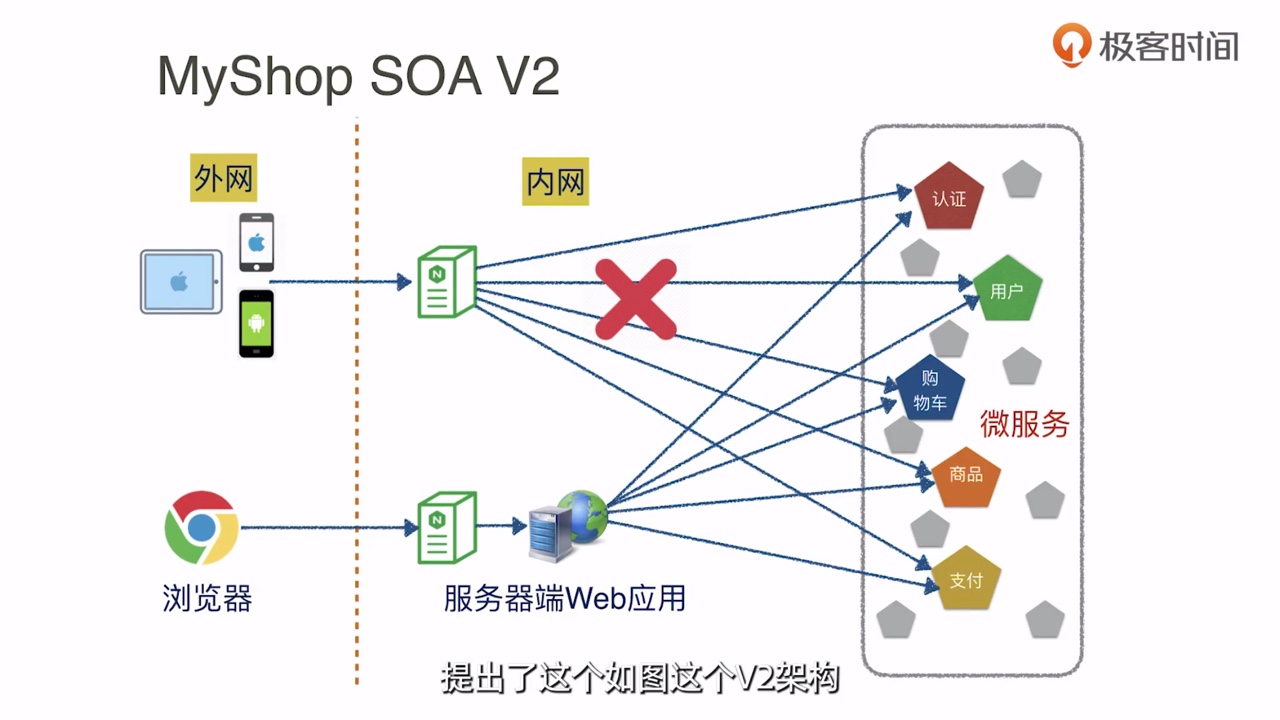 极客时间
MyShop SOA V2
外网
内网
认证
用户
购
物车
微服务
商品
支付
浏览器
服务器端Web应用
提出了这个如图这个V2架构